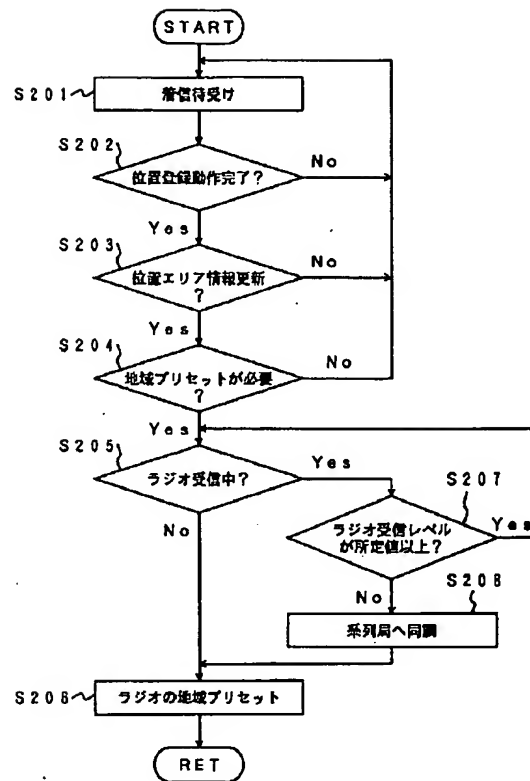 START
S201
着信待受け
S202
位置登録動作完了?
No
Yes
S203
位置エリア情報更新
?
No
Yes
S204
地域プリセットが必要
?
No
Yes
S205
ラジオ受信中?
Yes
No
S207
ラジオ受信レベル
が所定値以上?
Yes
No
S208
系列局へ同調
S206
ラジオの地域プリセット
RET